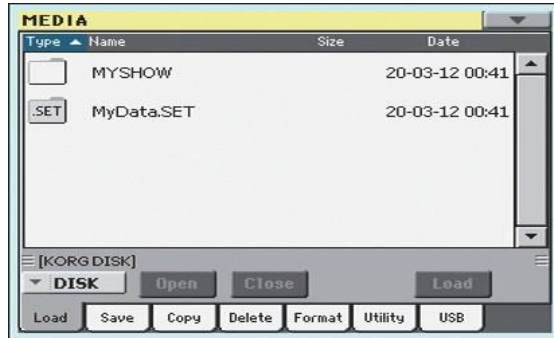 MEDIA
Type Name Size Date
MYSHOW 20-03-12 00:41
.SET MyData.SET 20-03-12 00:41
[KORG DISK]
DISK Open Close Load
Load Save Copy Delete Format Utility USB